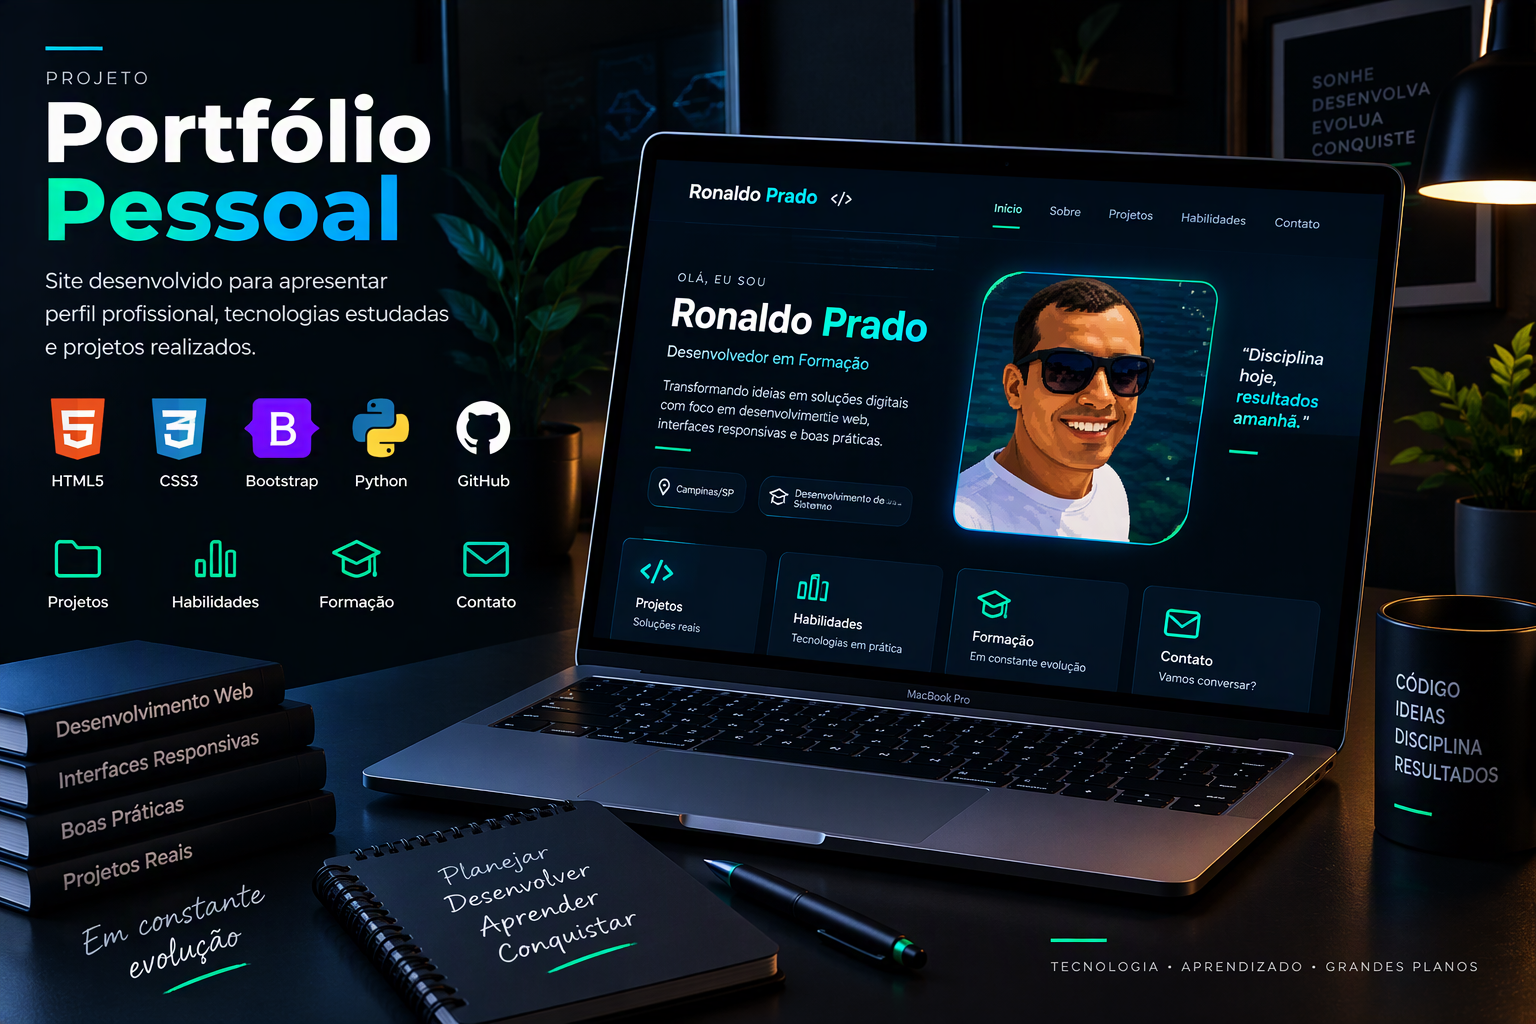 PROJETO
Portfólio
Pessoal
Site desenvolvido para apresentar
perfil profissional, tecnologias estudadas
e projetos realizados.
HTML5
CSS3
B
Bootstrap
Python
GitHub
Projetos
Habilidades
Formação
Contato
Desenvolvimento Web
Interfaces Responsivas
Boas Práticas
Projetos Reais
Em constante
evolução
Planejar
Desenvolver
Aprender
Conquistar
Ronaldo Prado </>
Início
Sobre
Projetos
Habilidades
Contato
OLÁ, EU SOU
Ronaldo Prado
Desenvolvedor em Formação
Transformando ideias em soluções digitais
com foco em web,
interfaces responsivas e boas práticas.
Campinas/SP
Desenvolvimento de
"Disciplina
hoje,
resultados
amanhã."
</>
Projetos
Soluções reais
Habilidades
Tecnologias em prática
Formação
Em constante evolução
Contato
Vamos conversar?
MacBook Pro
SONHE
DESENVOLVA
EVOLUA
CONQUISTE
CÓDIGO
IDEIAS
DISCIPLINA
RESULTADOS
TECNOLOGIA • APRENDIZADO • GRANDES PLANOS